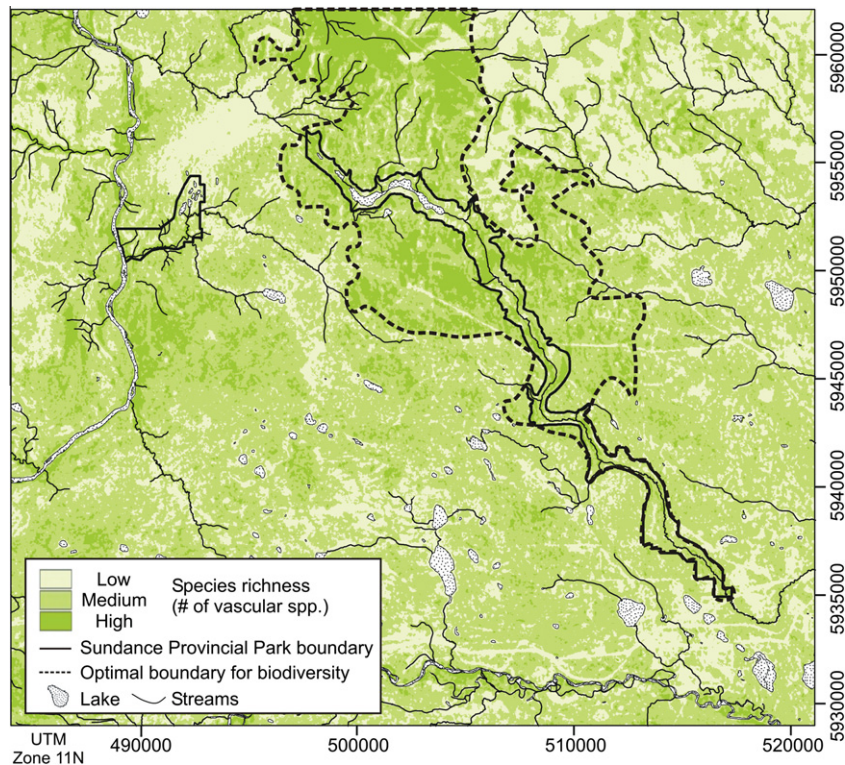 5960000
5955000
5950000
5945000
5940000
5935000
5930000
Low
Medium
High
Species richness
(# of vascular spp.)
Sundance Provincial Park boundary
Optimal boundary for biodiversity
Lake
Streams
UTM
Zone 11N
490000
500000
510000
520000